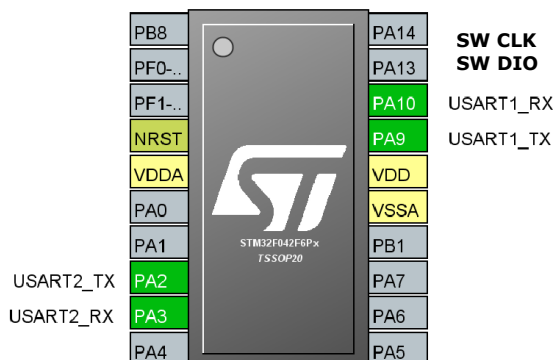 PB8
PF0-..
PF1-..
NRST
VDDA
PA0
PA1
USART2_TX PA2
USART2_RX PA3
PA4
ST
STM32F042F6Px
TSSOP20
PA14 SW CLK
PA13 SW DIO
PA10 USART1_RX
PA9 USART1_TX
VDD
VSSA
PB1
PA7
PA6
PA5